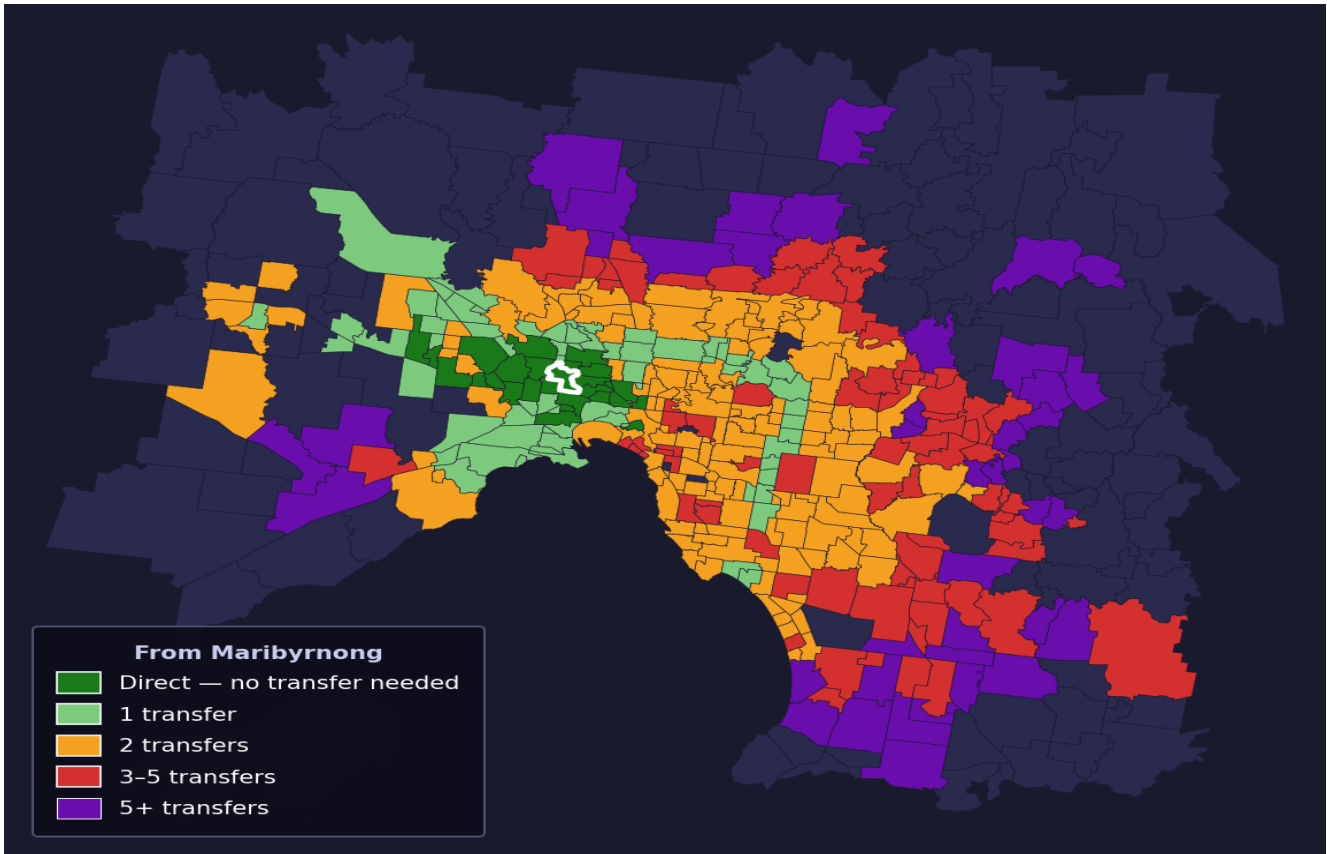 From Maribyrnong
Direct — no transfer needed
1 transfer
2 transfers
3–5 transfers
5+ transfers